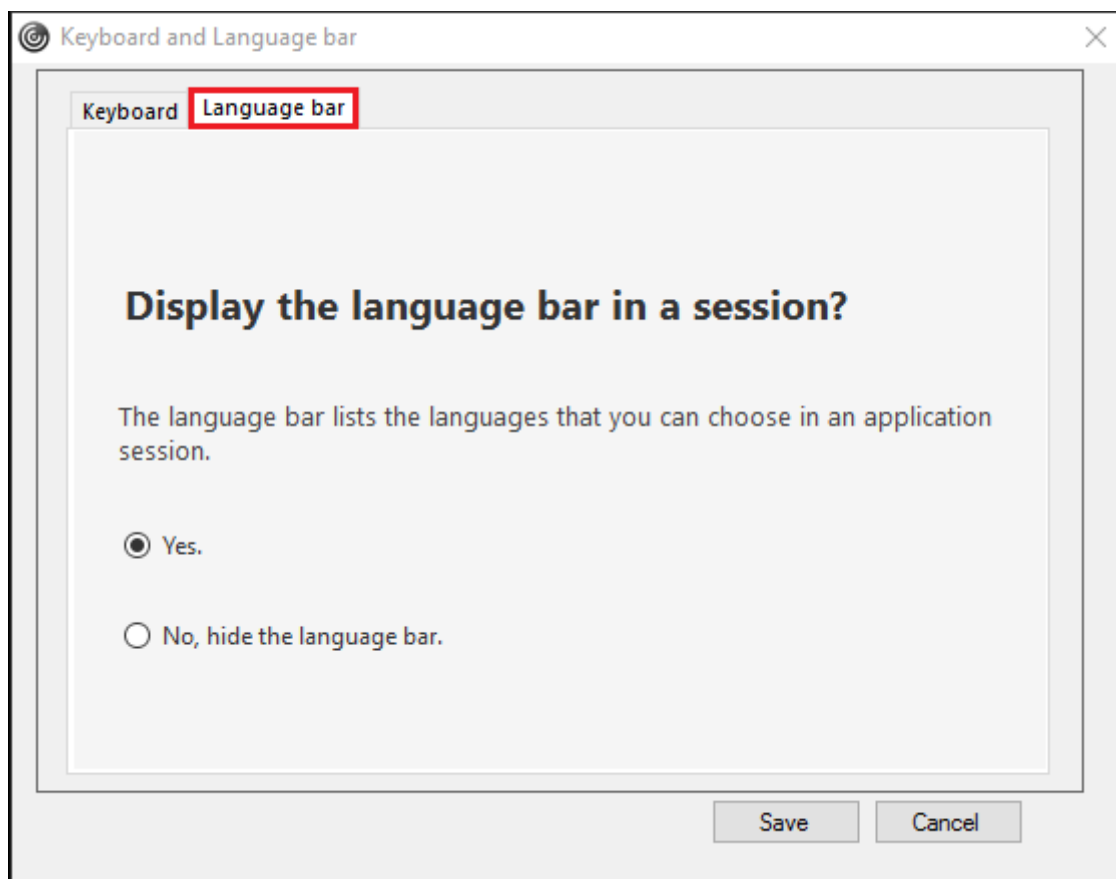 Keyboard and Language bar
Keyboard
Language bar
Display the language bar in a session?
The language bar lists the languages that you can choose in an application
session.
Yes.
No, hide the language bar.
Save
Cancel